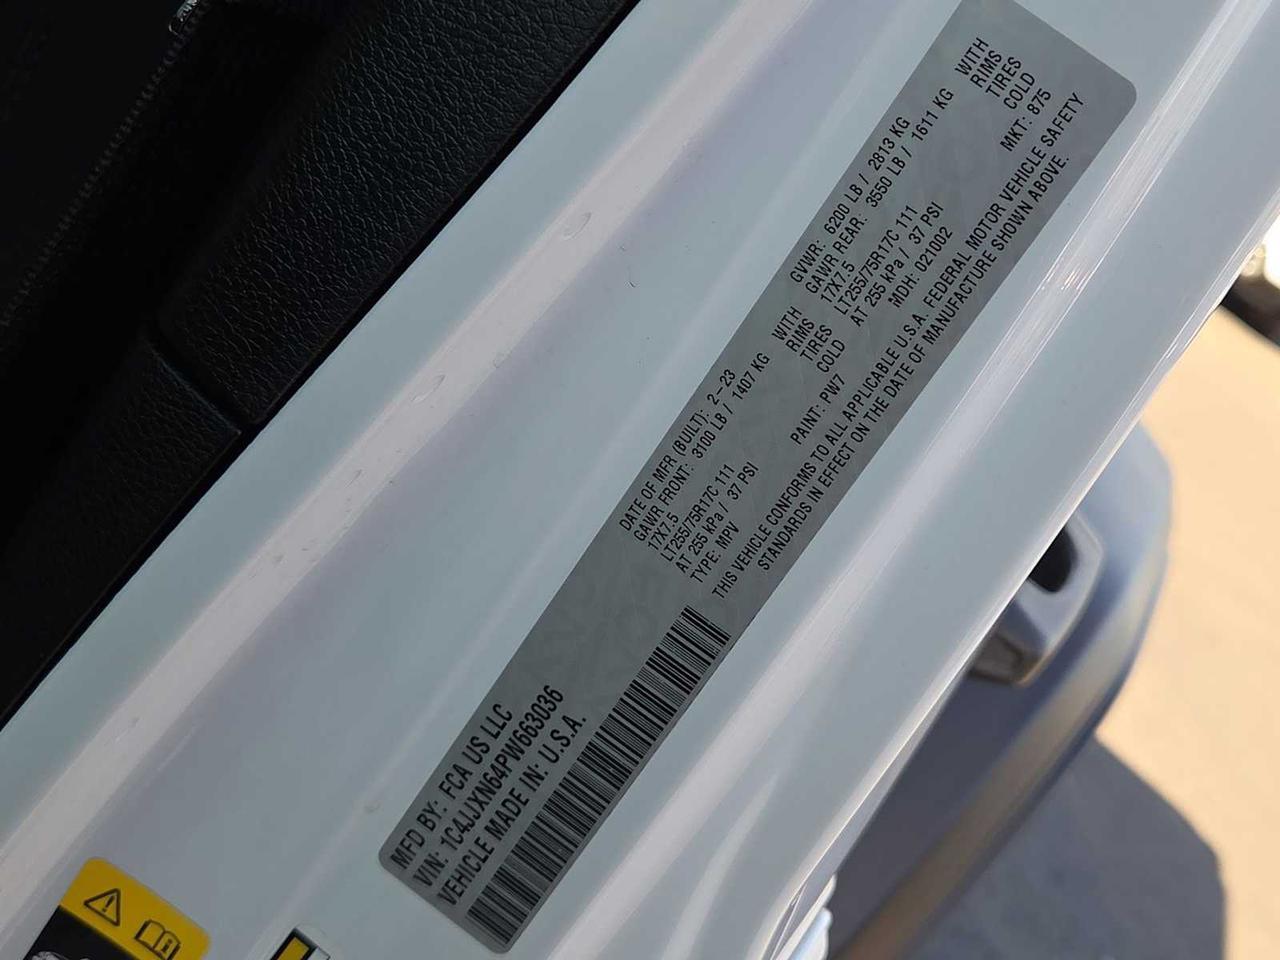 MFD BY: FCA US LLC
VIN: 1C4JJXN64PW663036
VEHICLE MADE IN: U.S.A.
DATE OF MFR (BUILT): 2-23 GVWR: 6200 LB / 2813 KG
GAWR FRONT: 3100 LB / 1407 KG WITH GAWR REAR: 3550 LB / 1611 KG WITH
17X7.5 RIMS 17X7.5 RIMS
LT255/75R17C 111 TIRES LT255/75R17C 111 TIRES
AT 255 kPa / 37 PSI COLD AT 255 kPa / 37 PSI COLD
TYPE: MPV PAINT: PW7 MDH: 021002 MKT: 875
THIS VEHICLE CONFORMS TO ALL APPLICABLE U.S.A. FEDERAL MOTOR VEHICLE SAFETY
STANDARDS IN EFFECT ON THE DATE OF MANUFACTURE SHOWN ABOVE.